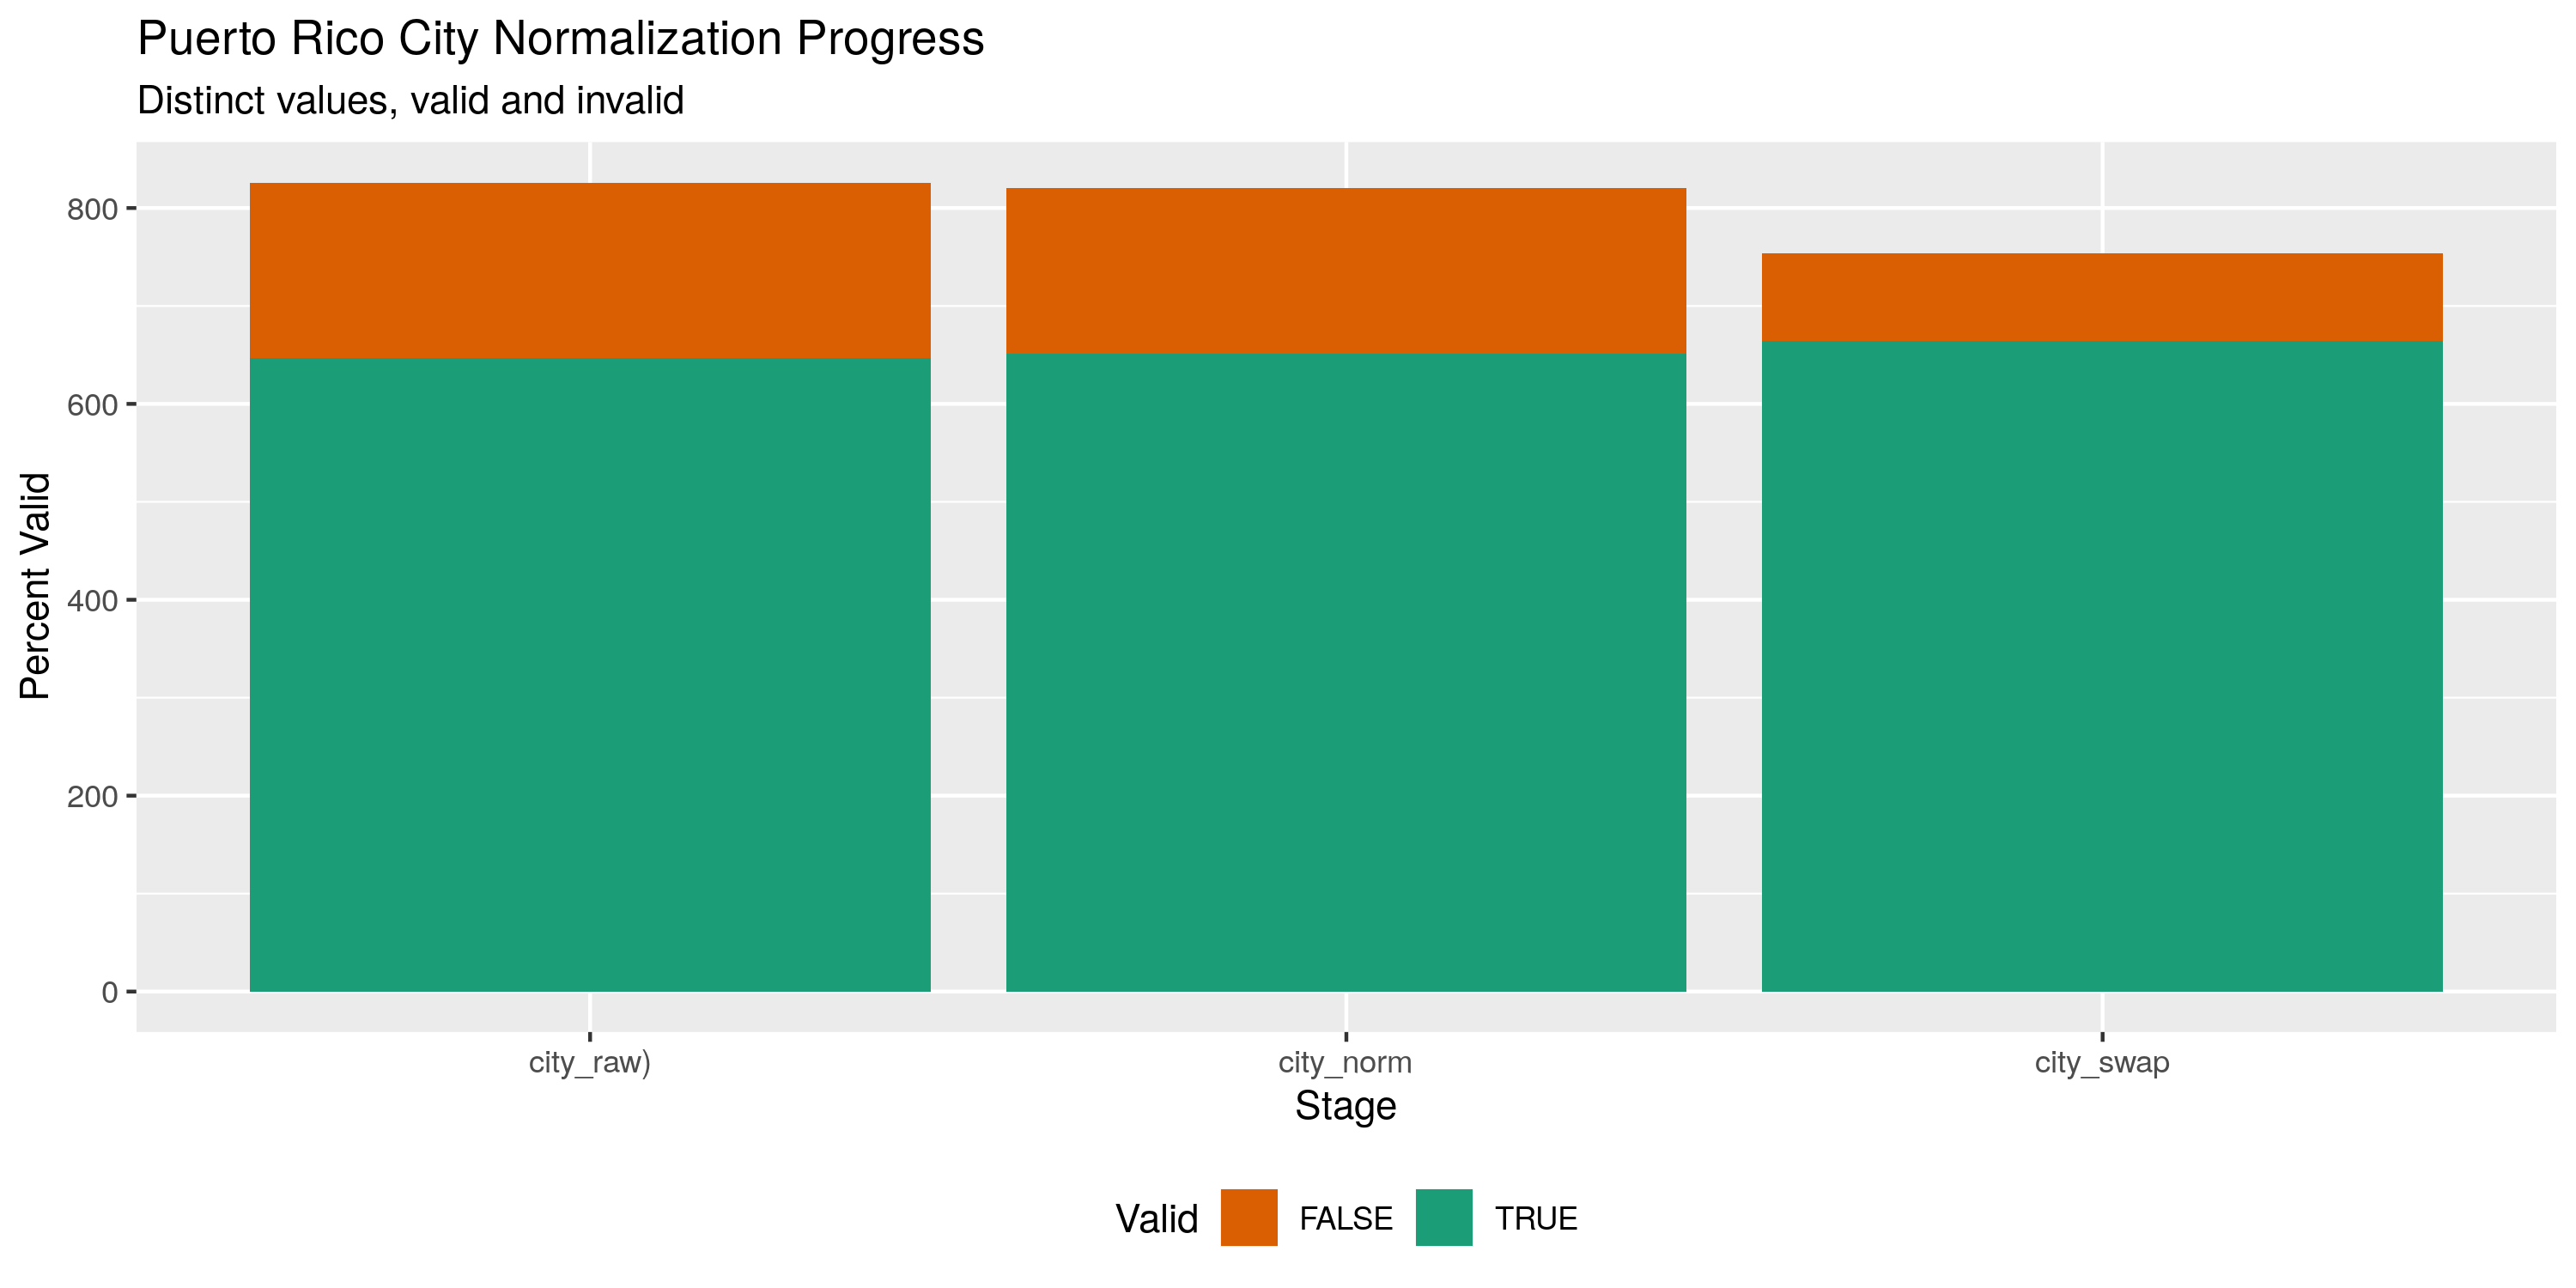 Puerto Rico City Normalization Progress
Distinct values, valid and invalid
Percent Valid
800
600
400
200
0
city_raw)
city_norm
city_swap
Stage
Valid
FALSE
TRUE